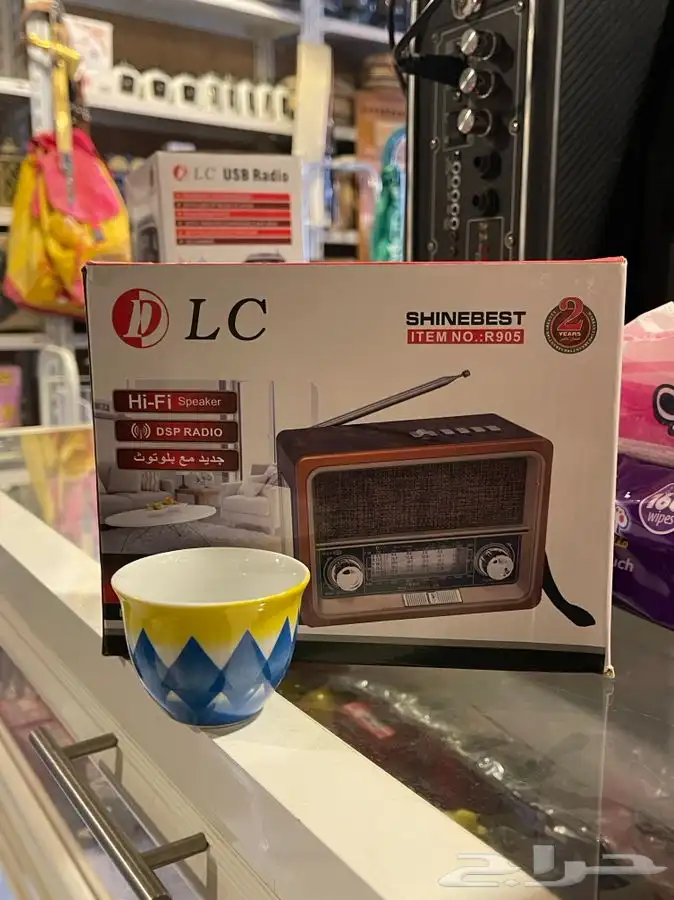 LC USB Radio
D LC
SHINEBEST
ITEM NO.:R905
2
YEARS
Hi-Fi Speaker
DSP RADIO
جديد مع بلوتوث
160
wipes
حراج